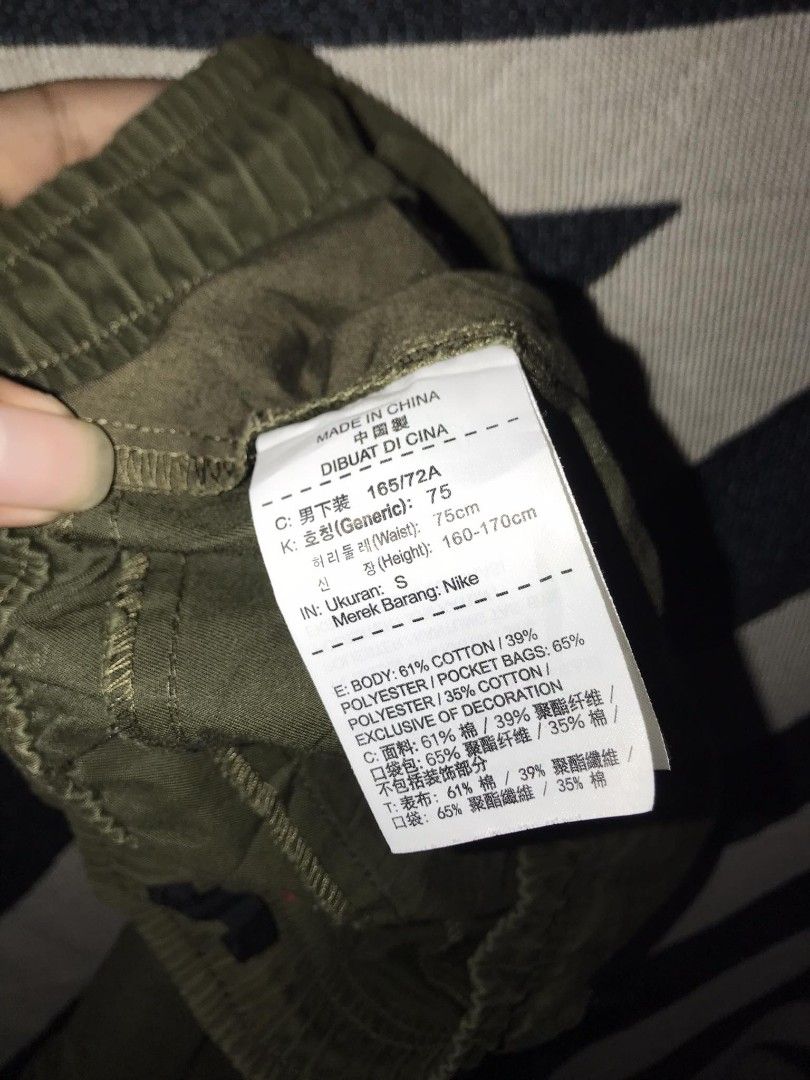 MADE IN CHINA
中国製
DIBUAT DI CINA
C: 男下装 165/72A
K: 호칭(Generic): 75
허리둘레(Waist): 75cm
신 장(Height): 160-170cm
IN: Ukuran: S
Merek Barang: Nike
E: BODY: 61% COTTON / 39%
POLYESTER / POCKET BAGS: 65%
POLYESTER / 35% COTTON /
EXCLUSIVE OF DECORATION
C: 面料: 61% 棉 / 39% 聚酯纤维 /
口袋包: 65% 聚酯纤维 / 35% 棉 /
不包括装饰部分
T: 表布: 61% 棉 / 39% 聚酯纖維 /
口袋: 65% 聚酯纖維 / 35% 棉